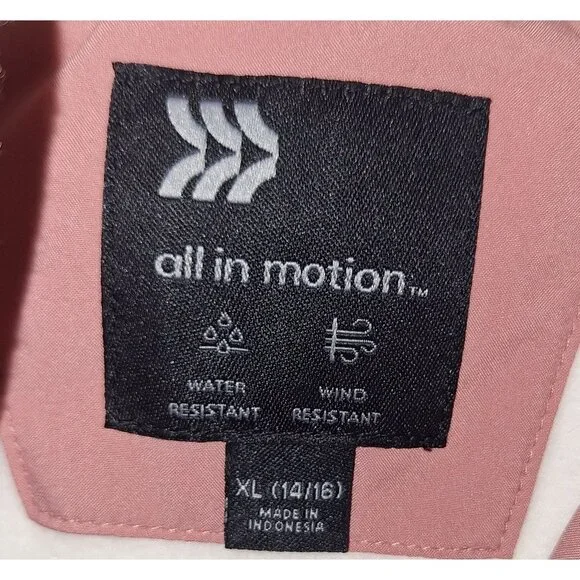 all in motion™
WATER RESISTANT
WIND RESISTANT
XL (14/16)
MADE IN
INDONESIA